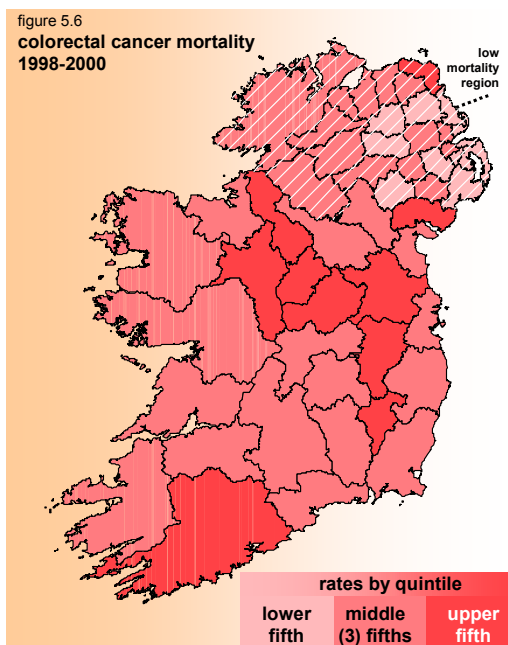 figure 5.6
colorectal cancer mortality
1998-2000
low
mortality
region
rates by quintile
lower
fifth
middle
(3) fifths
upper
fifth